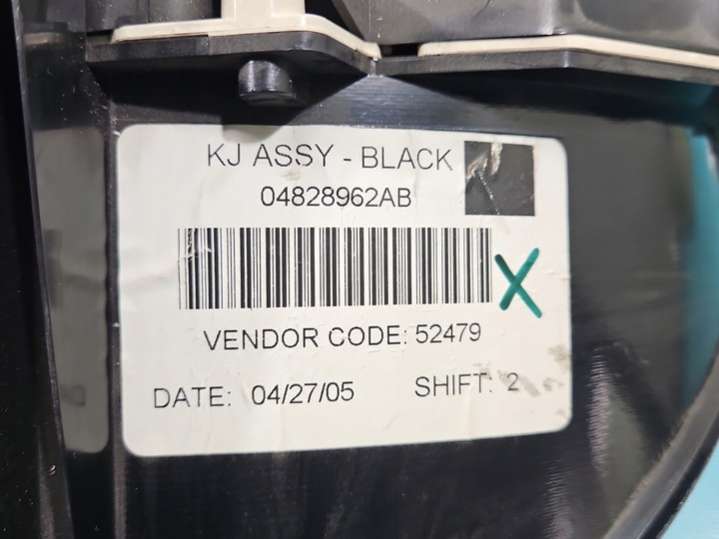 KJ ASSY - BLACK
04828962AB
X
VENDOR CODE: 52479
DATE: 04/27/05 SHIFT: 2